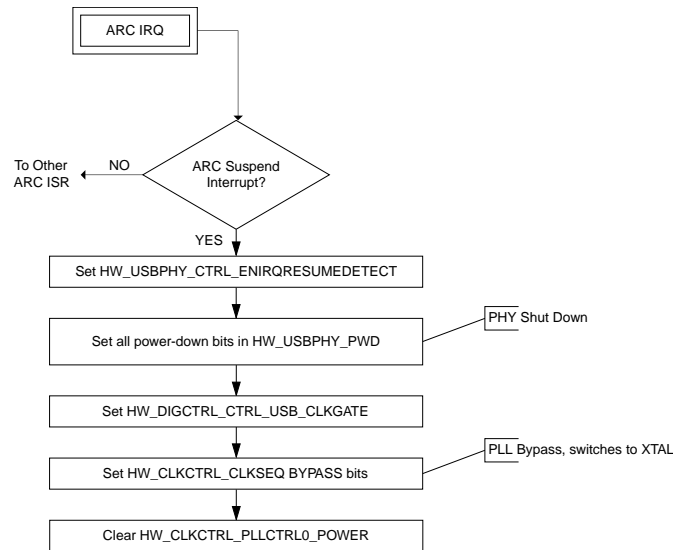 ARC IRQ
ARC Suspend
Interrupt?
NO
To Other
ARC ISR
YES
Set HW_USBPHY_CTRL_ENIRQRESUMEDETECT
Set all power-down bits in HW_USBPHY_PWD
PHY Shut Down
Set HW_DIGCTRL_CTRL_USB_CLKGATE
Set HW_CLKCTRL_CLKSEQ BYPASS bits
PLL Bypass, switches to XTAL
Clear HW_CLKCTRL_PLLCTRL0_POWER